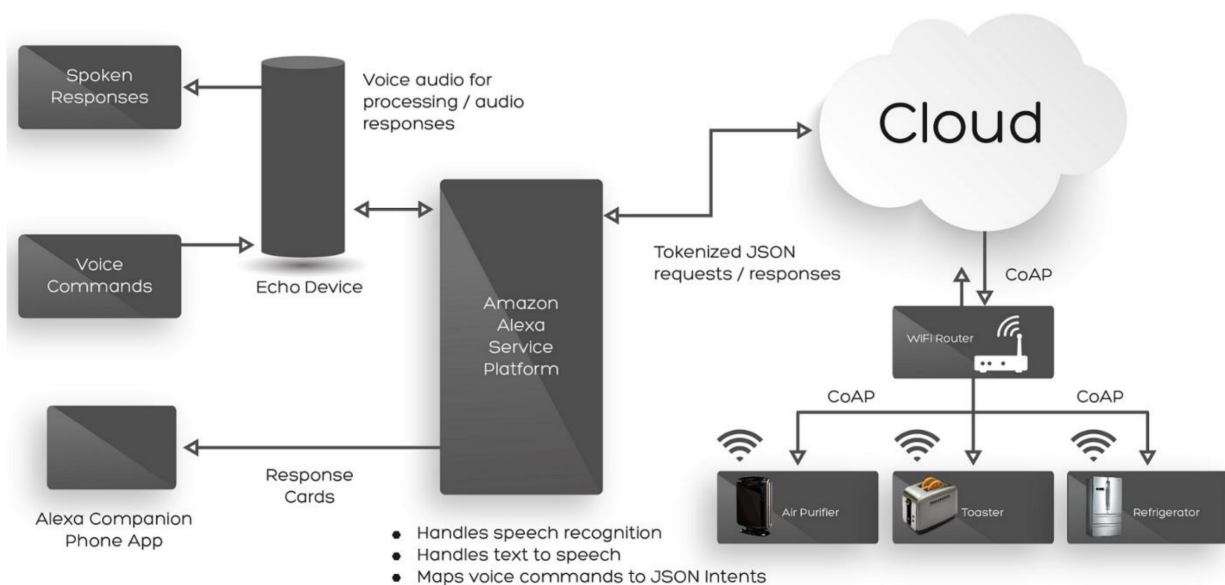 Spoken
Responses
Voice audio for
processing / audio
responses
Cloud
Voice
Commands
Echo Device
Amazon
Alexa
Service
Platform
Tokenized JSON
requests / responses
CoAP
WiFi Router
CoAP
CoAP
Response
Cards
Alexa Companion
Phone App
Air Purifier
Toaster
Refrigerator
• Handles speech recognition
• Handles text to speech
• Maps voice commands to JSON Intents